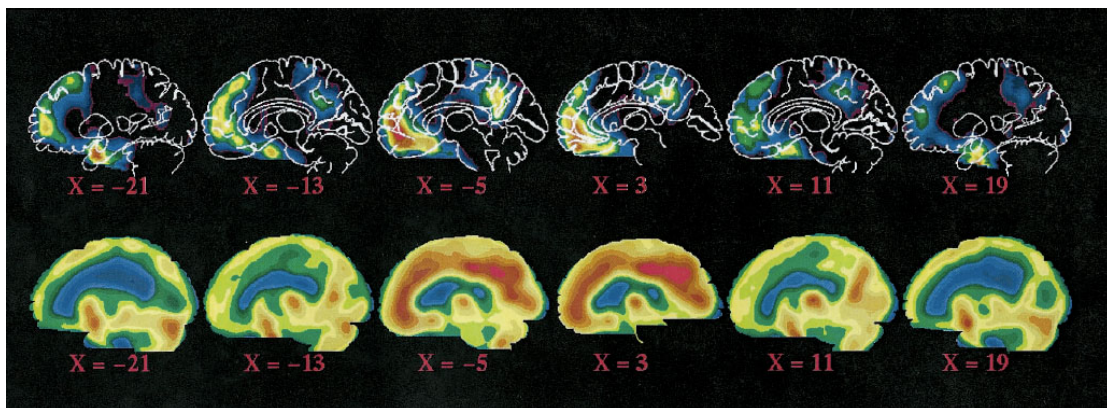 X = −21 X = −13 X = −5 X = 3 X = 11 X = 19
X = −21 X = −13 X = −5 X = 3 X = 11 X = 19